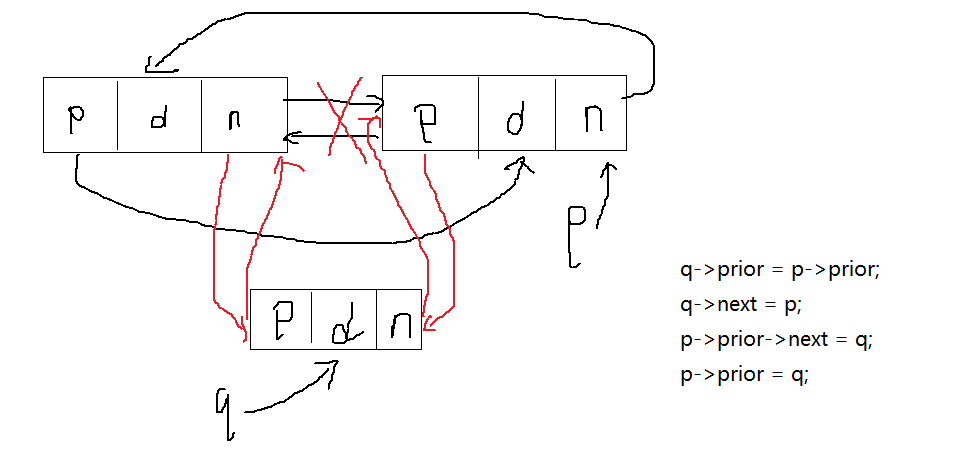 p d n p d n
p
p d n
q
q->prior = p->prior;
q->next = p;
p->prior->next = q;
p->prior = q;